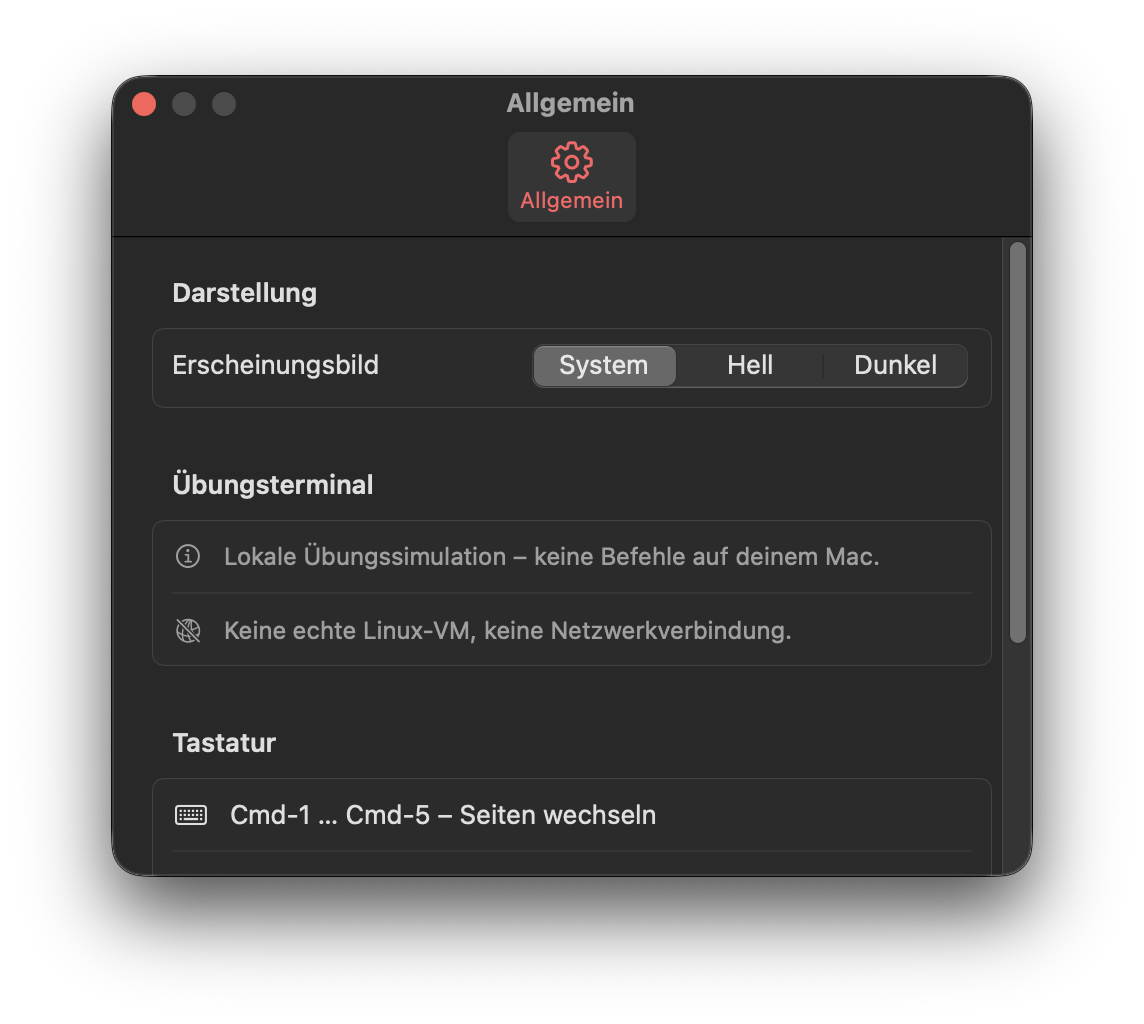 Allgemein
Allgemein
Darstellung
Erscheinungsbild System Hell Dunkel
Übungsterminal
Lokale Übungssimulation – keine Befehle auf deinem Mac.
Keine echte Linux-VM, keine Netzwerkverbindung.
Tastatur
Cmd-1 ... Cmd-5 – Seiten wechseln